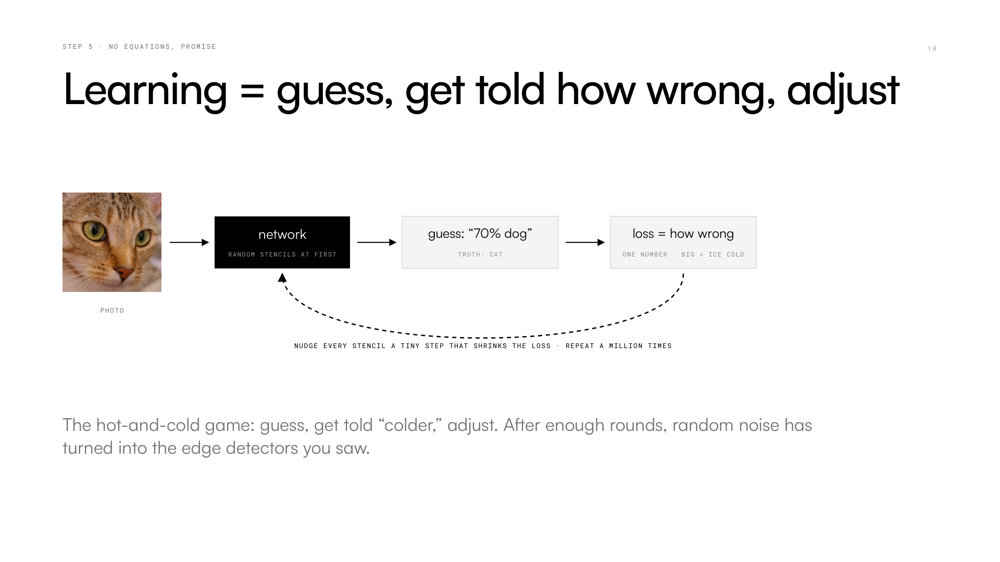 STEP 5 · NO EQUATIONS, PROMISE
10
Learning = guess, get told how wrong, adjust
network
RANDOM STENCILS AT FIRST
guess: “70% dog”
TRUTH: CAT
loss = how wrong
ONE NUMBER · BIG = ICE COLD
PHOTO
NUDGE EVERY STENCIL A TINY STEP THAT SHRINKS THE LOSS · REPEAT A MILLION TIMES
The hot-and-cold game: guess, get told “colder,” adjust. After enough rounds, random noise has
turned into the edge detectors you saw.